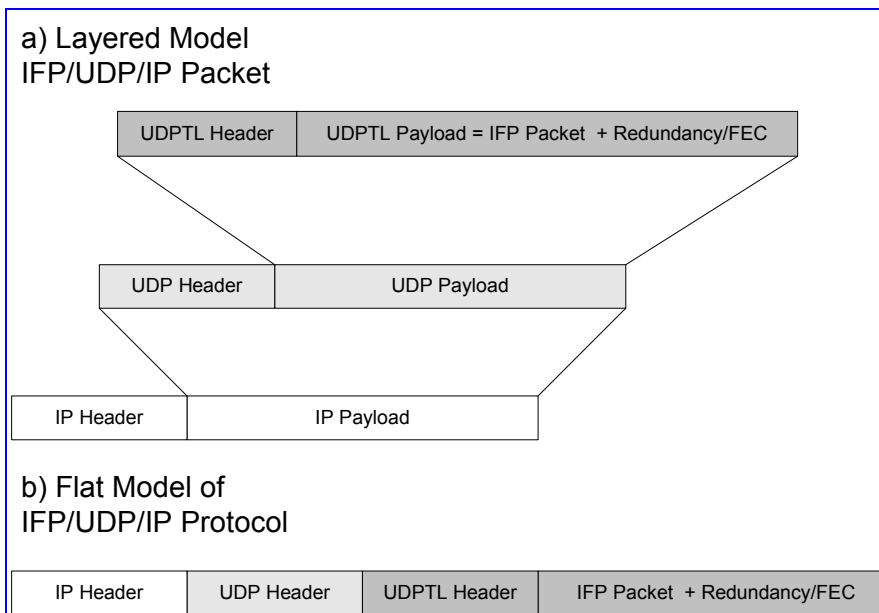 a) Layered Model
IFP/UDP/IP Packet
UDPTL Header
UDPTL Payload = IFP Packet + Redundancy/FEC
UDP Header
UDP Payload
IP Header
IP Payload
b) Flat Model of
IFP/UDP/IP Protocol
IP Header
UDP Header
UDPTL Header
IFP Packet + Redundancy/FEC